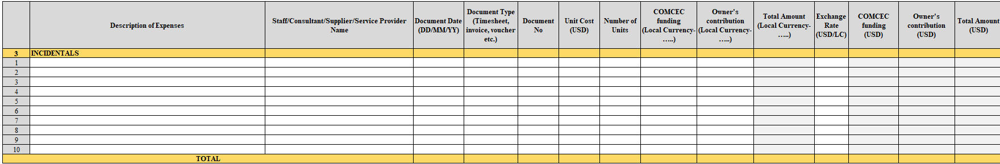 Description of Expenses
Staff/Consultant/Supplier/Service Provider
Name
Document Date
(DD/MM/YY)
Document Type
(Timesheet,
invoice, voucher
etc.)
Document
No
Unit Cost
(USD)
Number of
Units
COMCEC
funding
(Local Currency-
…..)
Owner's
contribution
(Local Currency-
…..)
Total Amount
(Local Currency-
…..)
Exchange
Rate
(USD/LC)
COMCEC
funding
(USD)
Owner's
contribution
(USD)
Total Amount
(USD)
3 INCIDENTALS
1
2
3
4
5
6
7
8
9
10
TOTAL